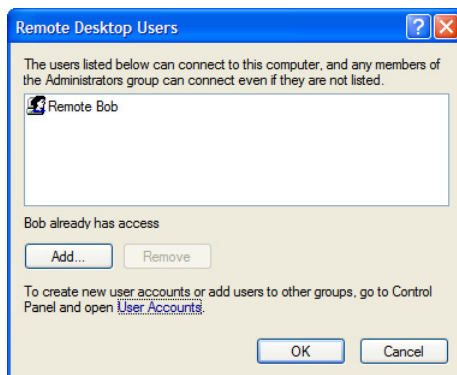 Remote Desktop Users
The users listed below can connect to this computer, and any members of
the Administrators group can connect even if they are not listed.
Remote Bob
Bob already has access
Add...
Remove
To create new user accounts or add users to other groups, go to Control
Panel and open User Accounts.
OK
Cancel